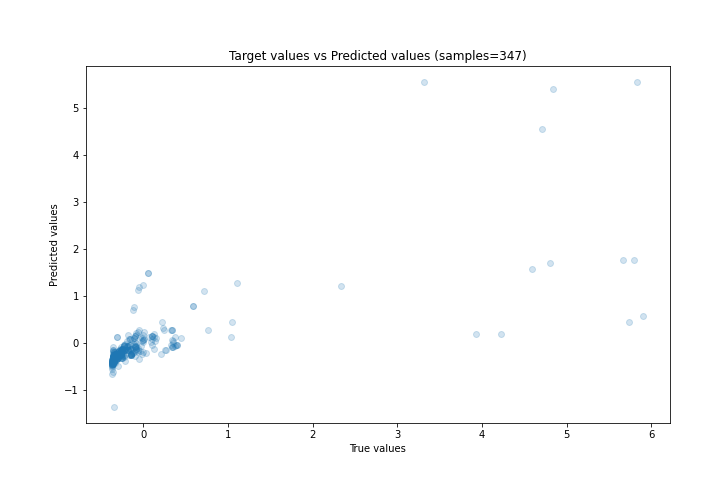 Target values vs Predicted values (samples=347)
5
4
3
2
1
0
−1
Predicted values
0 1 2 3 4 5 6
True values